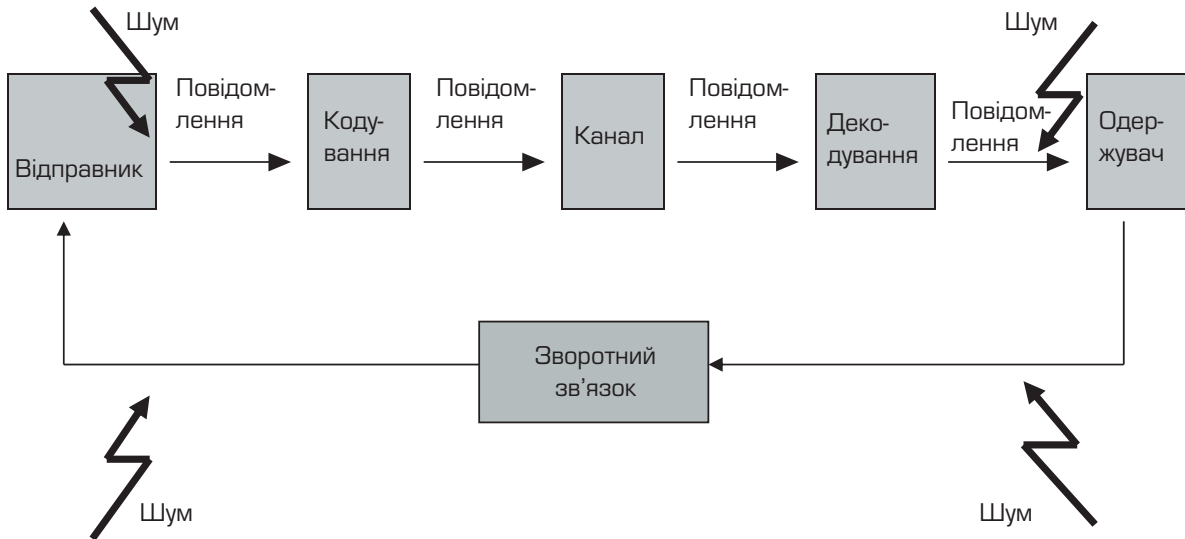 Шум
Шум
Відправник
Повідом-
лення
Коду-
вання
Повідом-
лення
Канал
Повідом-
лення
Деко-
дування
Повідом-
лення
Одер-
жувач
Зворотний
зв'язок
Шум
Шум